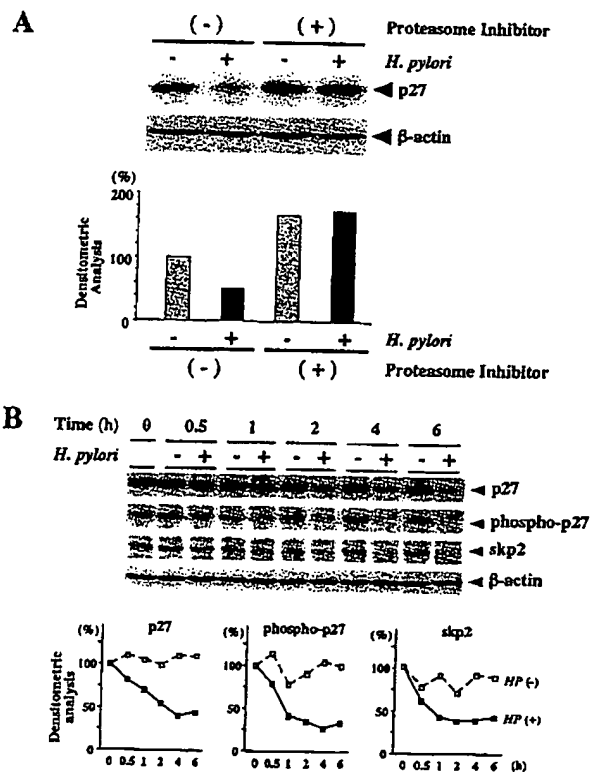 A
(-) (+) Proteasome Inhibitor
- + - + H. pylori
p27
β-actin
(%)
200
100
0
Densitometric
Analysis
- + - + H. pylori
(-) (+) Proteasome Inhibitor
B
Time (h) 0 0.5 1 2 4 6
H. pylori - + - + - + - + - +
p27
phospho-p27
skp2
β-actin
Densitometric
analysis
(%) p27
100
50
0 0.5 1 2 4 6
(%) phospho-p27
100
50
0 0.5 1 2 4 6
(%) skp2
100
50
0
HP (-)
HP (+)
0 0.5 1 2 4 6 (h)